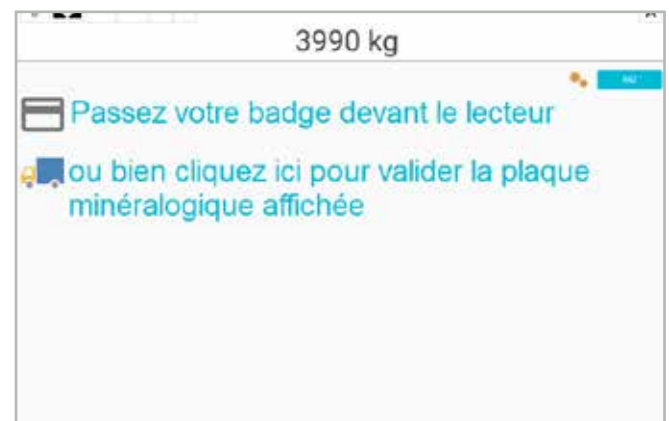 3990 kg
Passez votre badge devant le lecteur
ou bien cliquez ici pour valider la plaque
minéralogique affichée